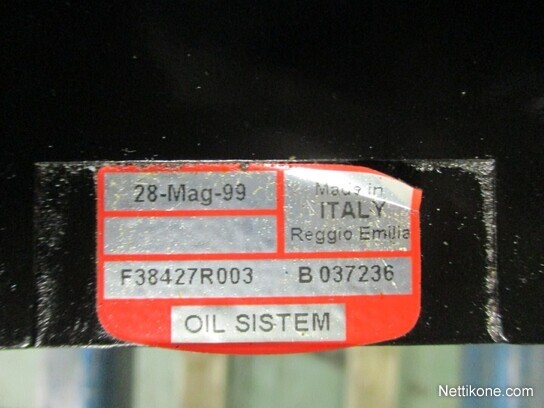 28-Mag-99
Made in
ITALY
Reggio Emilia
F38427R003 B 037236
OIL SISTEM
Nettikone.com